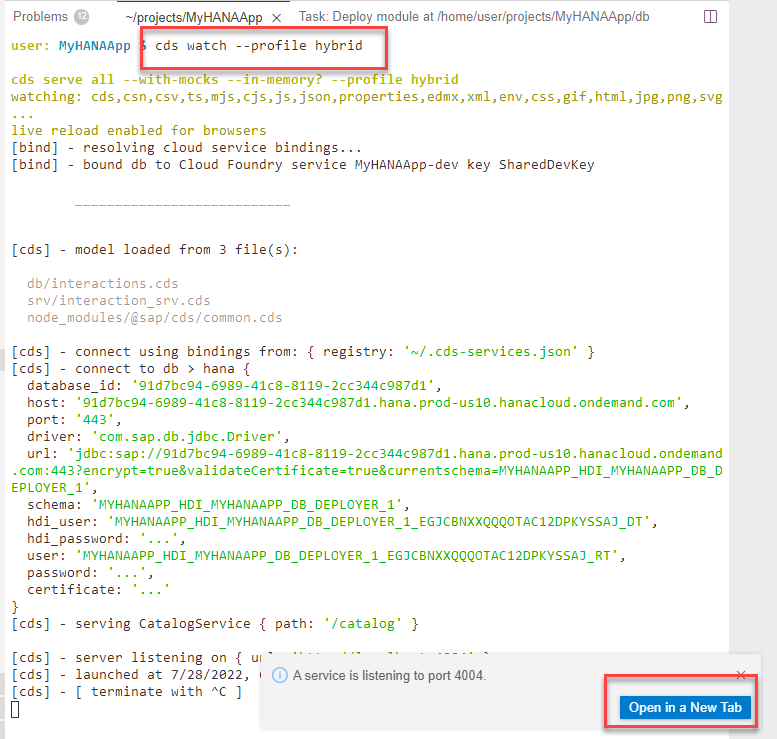 Problems 12 ~/projects/MyHANAApp × Task: Deploy module at /home/user/projects/MyHANAApp/db
user: MyHANAApp $ cds watch --profile hybrid
cds serve all --with-mocks --in-memory? --profile hybrid
watching: cds,csn,csv,ts,mjs,cjs,js,json,properties,edmx,xml,env,css,gif,html,jpg,png,svg
...
live reload enabled for browsers
[bind] - resolving cloud service bindings...
[bind] - bound db to Cloud Foundry service MyHANAApp-dev key SharedDevKey
___________________________
[cds] - model loaded from 3 file(s):
db/interactions.cds
srv/interaction_srv.cds
node_modules/@sap/cds/common.cds
[cds] - connect using bindings from: { registry: '~/.cds-services.json' }
[cds] - connect to db > hana {
database_id: '91d7bc94-6989-41c8-8119-2cc344c987d1',
host: '91d7bc94-6989-41c8-8119-2cc344c987d1.hana.prod-us10.hanacloud.ondemand.com',
port: '443',
driver: 'com.sap.db.jdbc.Driver',
url: 'jdbc:sap://91d7bc94-6989-41c8-8119-2cc344c987d1.hana.prod-us10.hanacloud.ondemand
.com:443?encrypt=true&validateCertificate=true&currentschema=MYHANAAPP_HDI_MYHANAAPP_DB_D
EPLOYER_1',
schema: 'MYHANAAPP_HDI_MYHANAAPP_DB_DEPLOYER_1',
hdi_user: 'MYHANAAPP_HDI_MYHANAAPP_DB_DEPLOYER_1_EGJCBNXXQQQOTAC12DPKYSSAJ_DT',
hdi_password: '...',
user: 'MYHANAAPP_HDI_MYHANAAPP_DB_DEPLOYER_1_EGJCBNXXQQQOTAC12DPKYSSAJ_RT',
password: '...',
certificate: '...'
}
[cds] - serving CatalogService { path: '/catalog' }
[cds] - server listening on {
[cds] - launched at 7/28/2022,
[cds] - [ terminate with ^C ]
A service is listening to port 4004.
Open in a New Tab